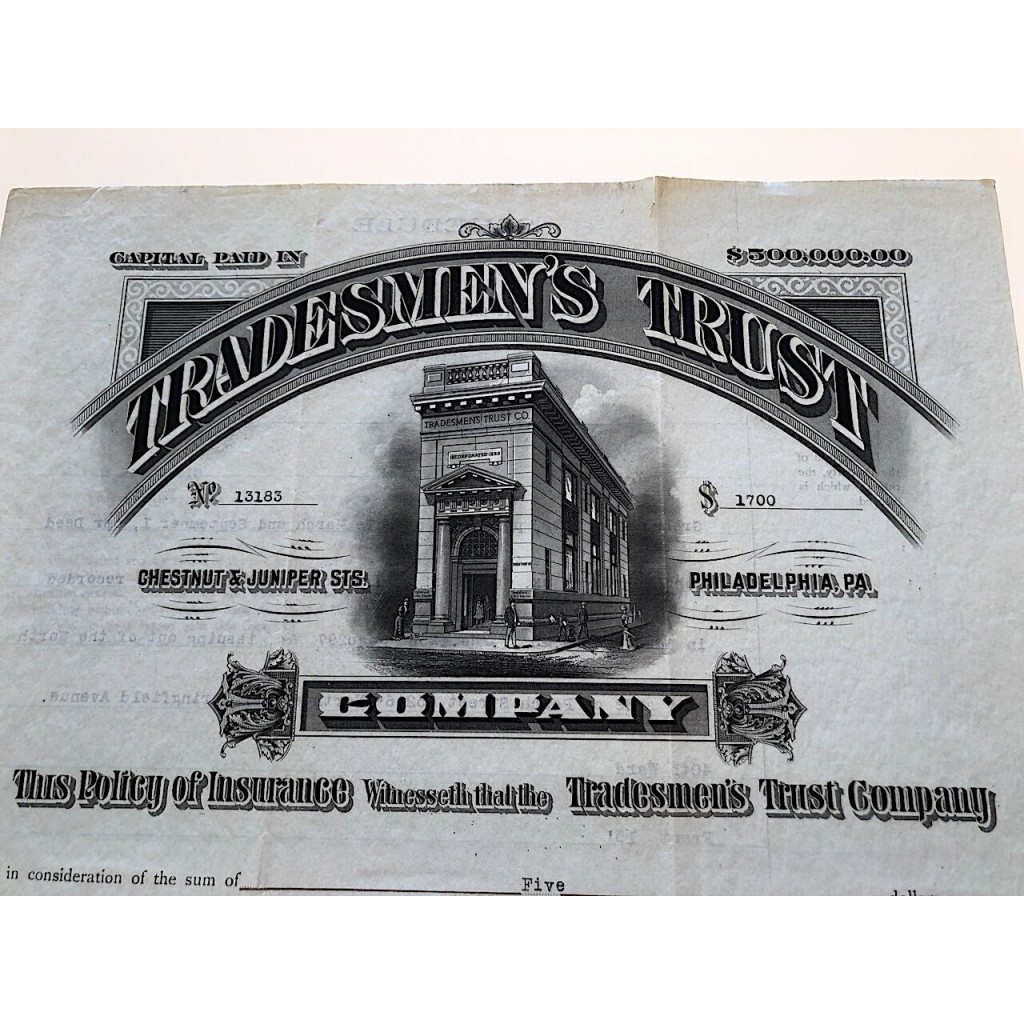 CAPITAL PAID IN $500,000.00
TRADESMEN'S TRUST
TRADESMEN'S TRUST CO.
No. 13183 $ 1700
CHESTNUT & JUNIPER STS. PHILADELPHIA, PA.
COMPANY
This Policy of Insurance Witnesseth that the Tradesmen's Trust Company
in consideration of the sum of Five